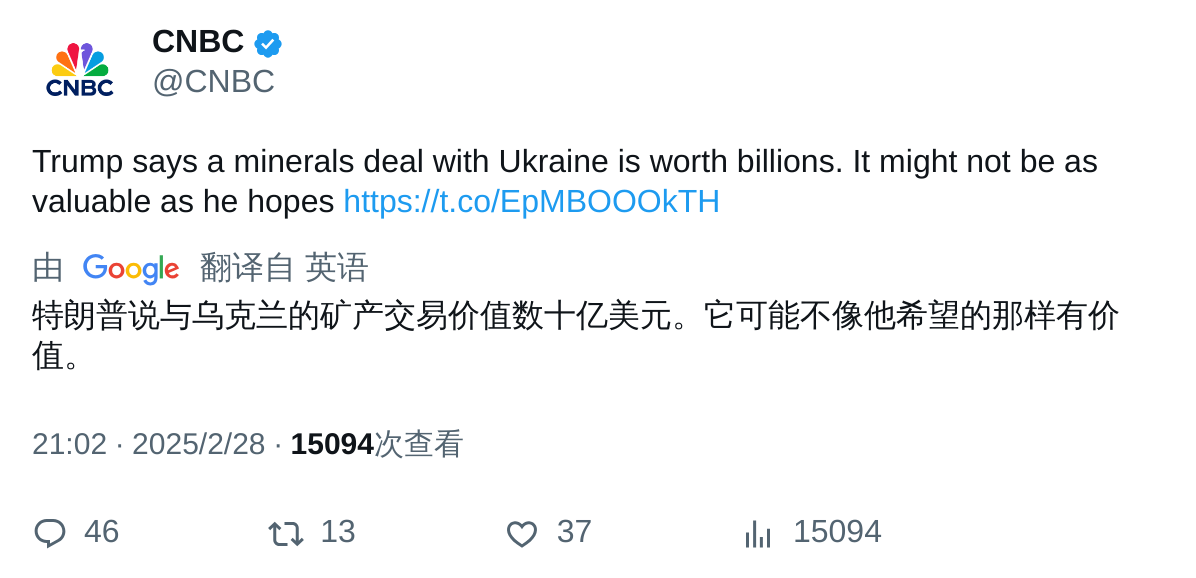 CNBC
CNBC
@CNBC
Trump says a minerals deal with Ukraine is worth billions. It might not be as
valuable as he hopes https://t.co/EpMBOOOkTH
由 Google 翻译自 英语
特朗普说与乌克兰的矿产交易价值数十亿美元。它可能不像他希望的那样有价
值。
21:02 · 2025/2/28 · 15094次查看
46 13 37 15094